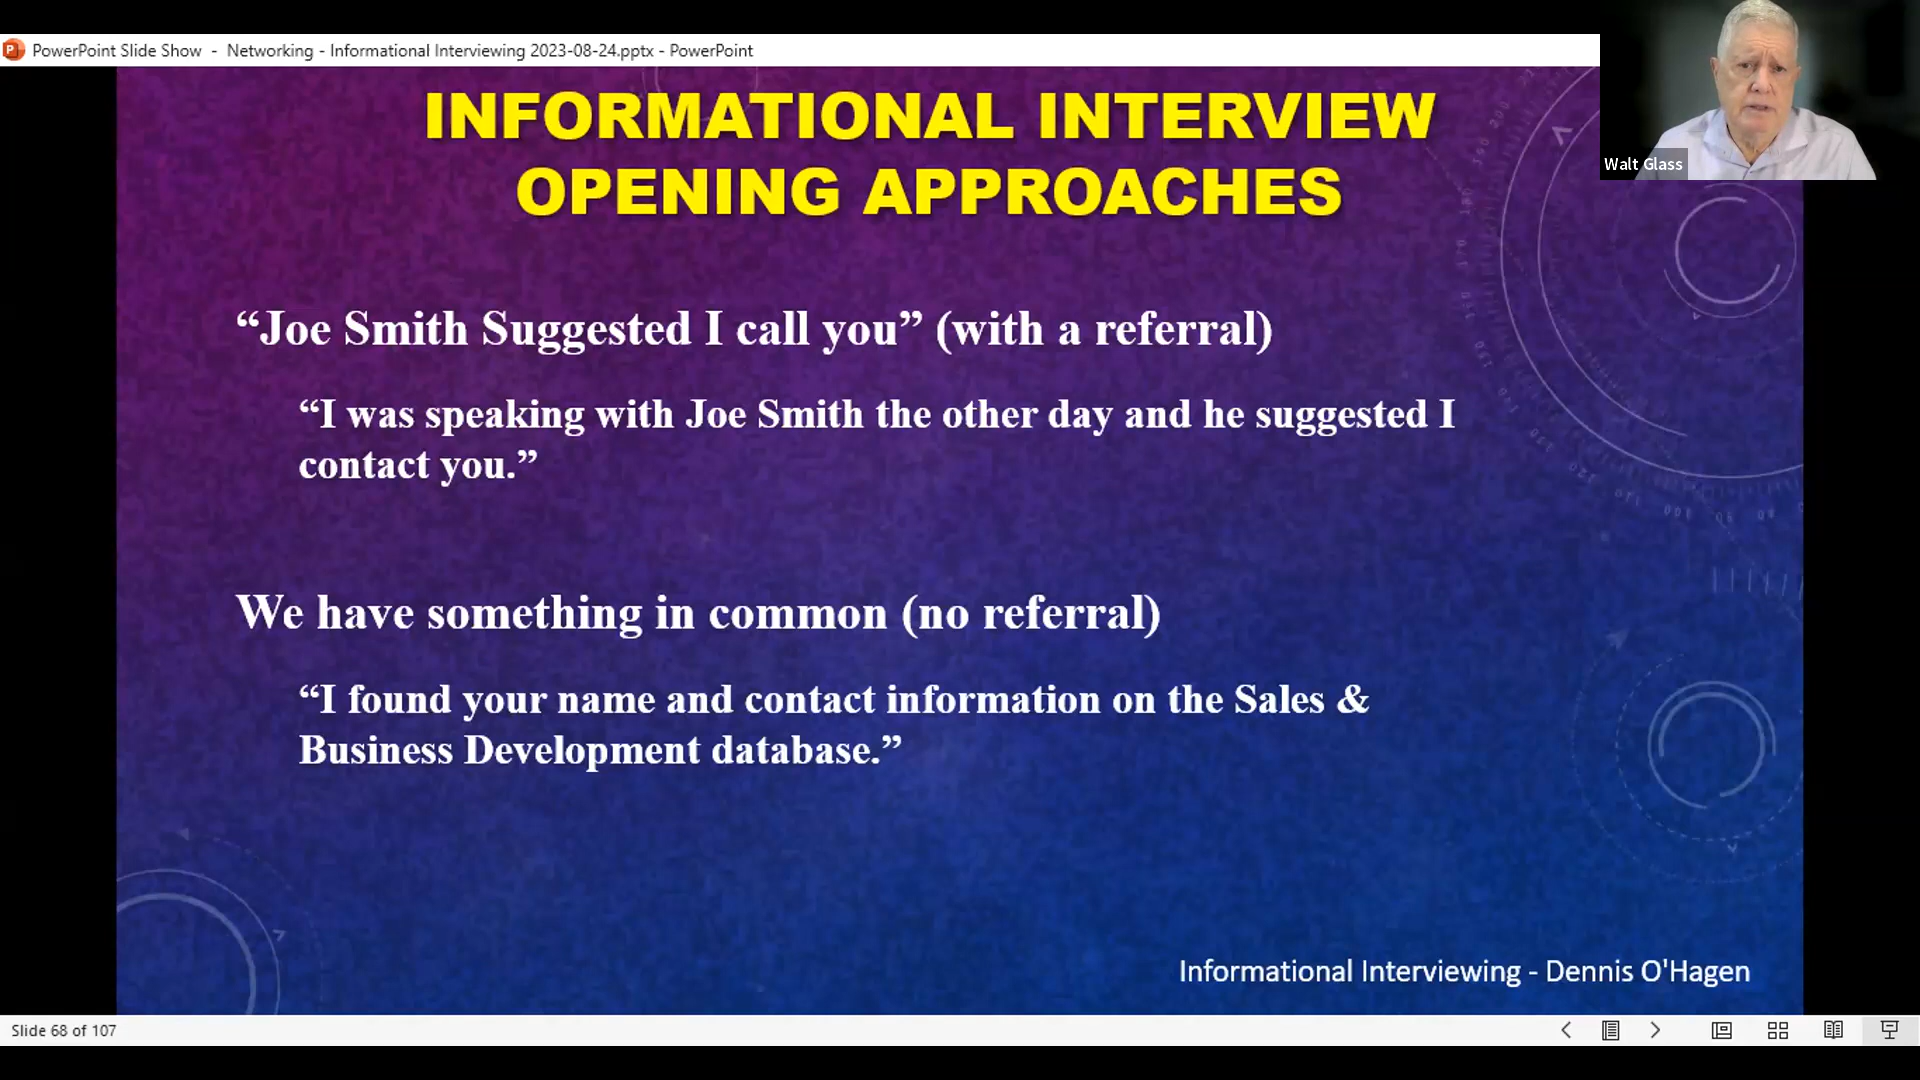 PowerPoint Slide Show - Networking - Informational Interviewing 2023-08-24.pptx - PowerPoint
Walt Glass
INFORMATIONAL INTERVIEW
OPENING APPROACHES
“Joe Smith Suggested I call you” (with a referral)
“I was speaking with Joe Smith the other day and he suggested I
contact you.”
We have something in common (no referral)
“I found your name and contact information on the Sales &
Business Development database.”
Informational Interviewing - Dennis O'Hagen
Slide 68 of 107